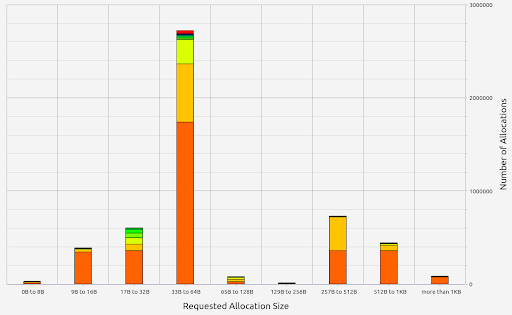 3000000
2000000
1000000
0
Number of Allocations
0B to 8B
9B to 16B
17B to 32B
33B to 64B
65B to 128B
129B to 256B
257B to 512B
512B to 1KB
more than 1KB
Requested Allocation Size